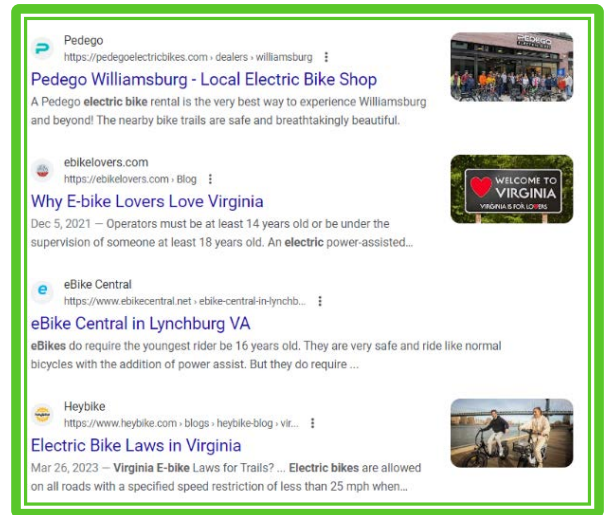 Pedego
https://pedegoelectricbikes.com › dealers › williamsburg
Pedego Williamsburg - Local Electric Bike Shop
A Pedego electric bike rental is the very best way to experience Williamsburg
and beyond! The nearby bike trails are safe and breathtakingly beautiful.
PEDEGO
ebikelovers.com
https://ebikelovers.com › Blog
Why E-bike Lovers Love Virginia
Dec 5, 2021 — Operators must be at least 14 years old or be under the
supervision of someone at least 18 years old. An electric power-assisted...
WELCOME TO
VIRGINIA
VIRGINIA IS FOR LOVERS
eBike Central
https://www.ebikecentral.net › ebike-central-in-lynchb...
eBike Central in Lynchburg VA
eBikes do require the youngest rider be 16 years old. They are very safe and ride like normal
bicycles with the addition of power assist. But they do require ...
Heybike
https://www.heybike.com › blogs › heybike-blog › vir...
Electric Bike Laws in Virginia
Mar 26, 2023 — Virginia E-bike Laws for Trails? ... Electric bikes are allowed
on all roads with a specified speed restriction of less than 25 mph when...